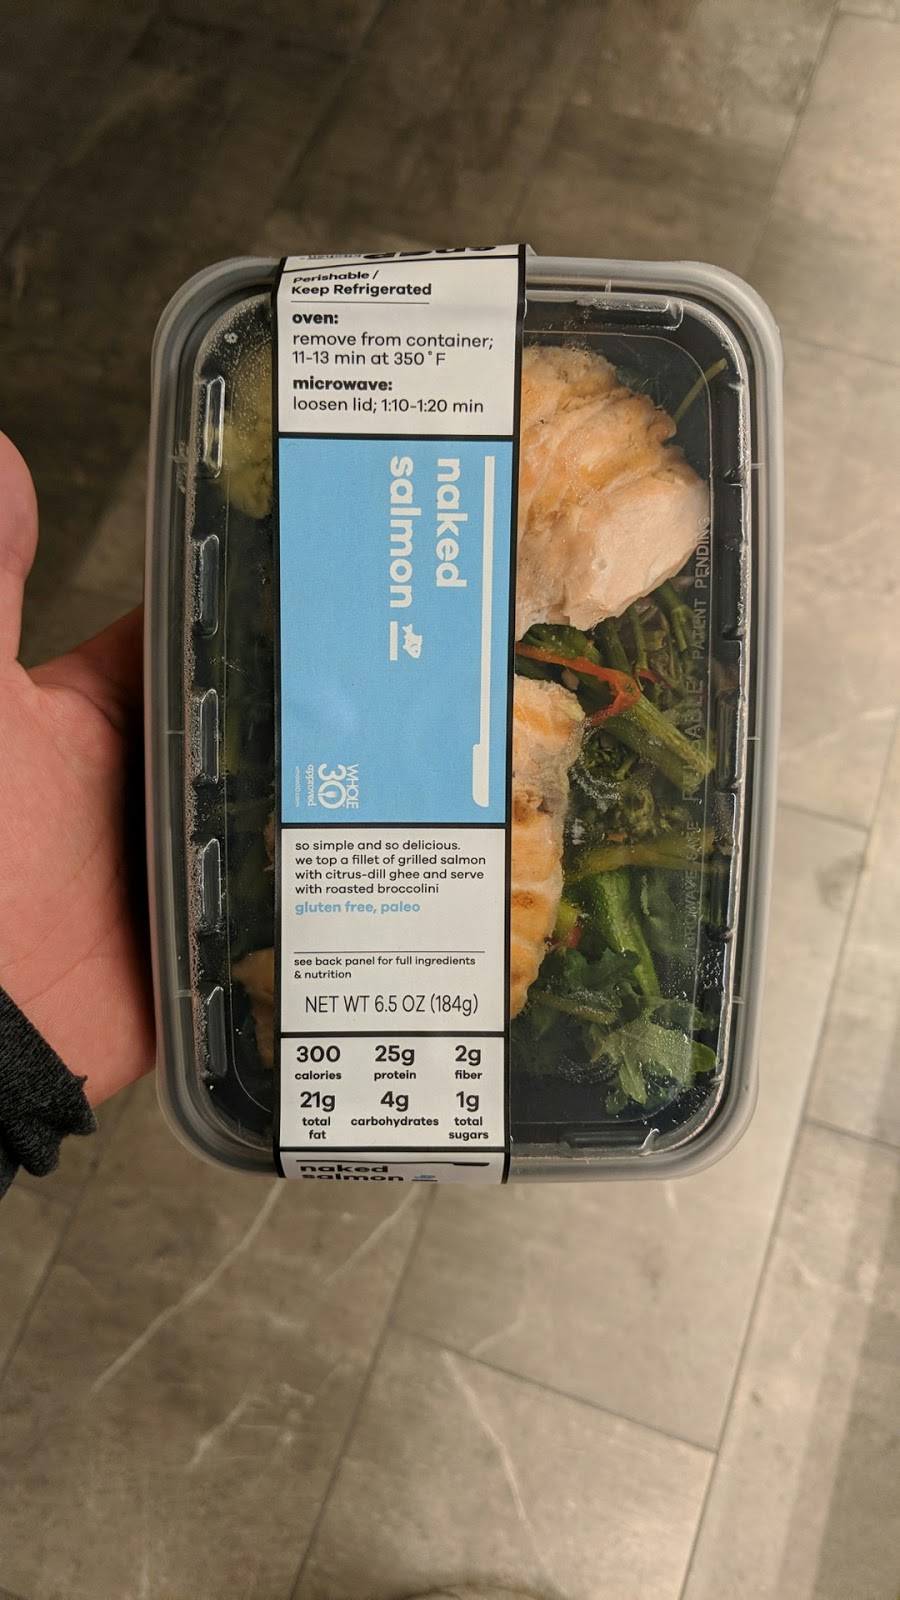 Perishable /
Keep Refrigerated
oven:
remove from container;
11-13 min at 350°F
microwave:
loosen lid; 1:10-1:20 min
naked
salmon
WHOLE
30
approved
so simple and so delicious.
we top a fillet of grilled salmon
with citrus-dill ghee and serve
with roasted broccolini
gluten free, paleo
see back panel for full ingredients
& nutrition
NET WT 6.5 OZ (184g)
300 25g 2g
calories protein fiber
21g 4g 1g
total carbohydrates total
fat sugars
naked
salmon
PATENT PENDING